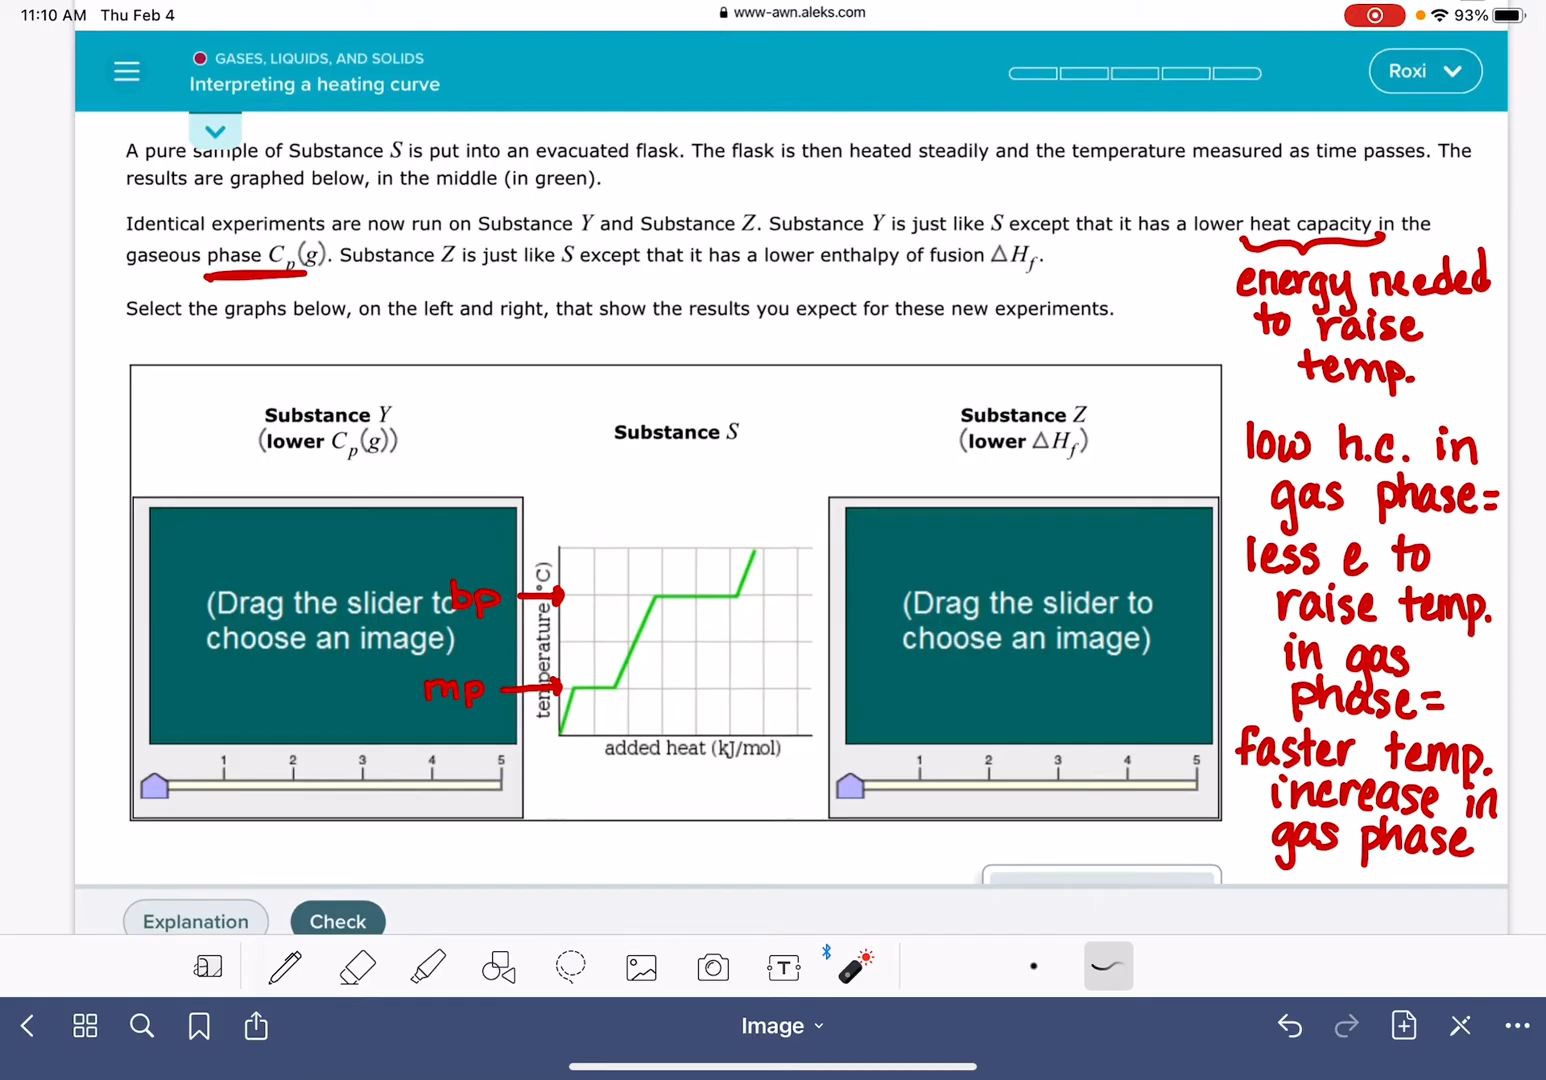 11:10 AM Thu Feb 4
www-awn.aleks.com
93%
GASES, LIQUIDS, AND SOLIDS
Interpreting a heating curve
Roxi
A pure sample of Substance S is put into an evacuated flask. The flask is then heated steadily and the temperature measured as time passes. The
results are graphed below, in the middle (in green).
Identical experiments are now run on Substance Y and Substance Z. Substance Y is just like S except that it has a lower heat capacity in the
gaseous phase Cp(g). Substance Z is just like S except that it has a lower enthalpy of fusion ΔHf.
Select the graphs below, on the left and right, that show the results you expect for these new experiments.
energy needed
to raise
temp.
low h.c. in
gas phase=
less e to
raise temp.
in gas
phase=
faster temp.
increase in
gas phase
Substance Y
(lower Cp(g))
Substance S
Substance Z
(lower ΔHf)
(Drag the slider to
choose an image)
1 2 3 4 5
bp
mp
temperature (°C)
added heat (kJ/mol)
(Drag the slider to
choose an image)
1 2 3 4 5
Explanation
Check
T
Image